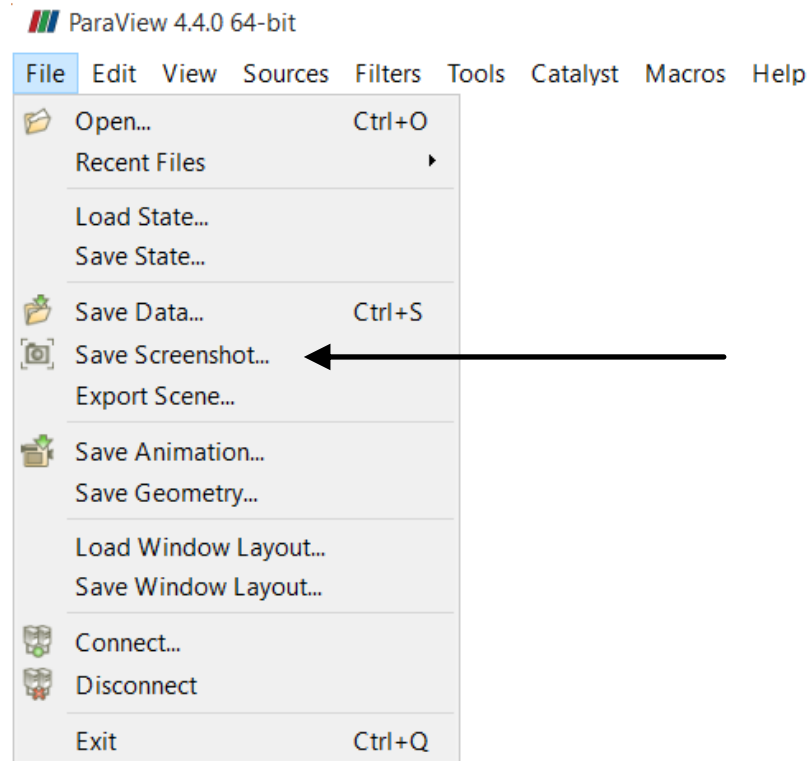 ParaView 4.4.0 64-bit
File Edit View Sources Filters Tools Catalyst Macros Help
Open... Ctrl+O
Recent Files
Load State...
Save State...
Save Data... Ctrl+S
Save Screenshot...
Export Scene...
Save Animation...
Save Geometry...
Load Window Layout...
Save Window Layout...
Connect...
Disconnect
Exit Ctrl+Q